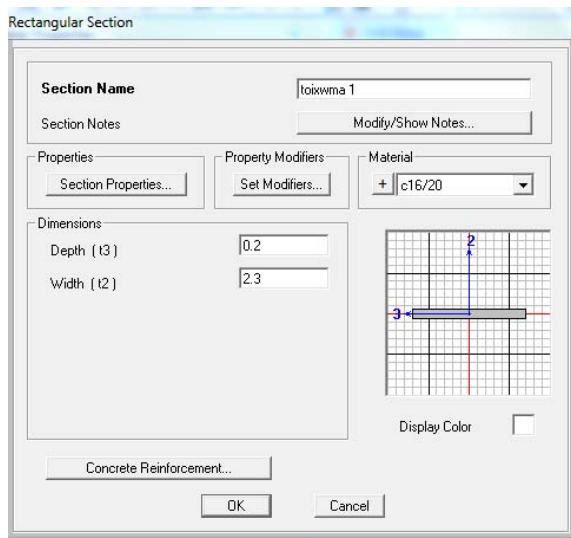 Rectangular Section
Section Name toixwma 1
Section Notes Modify/Show Notes...
Properties Property Modifiers Material
Section Properties... Set Modifiers... + c16/20
Dimensions
Depth ( t3 ) 0.2
Width ( t2 ) 2.3
2
3
Display Color
Concrete Reinforcement...
OK Cancel